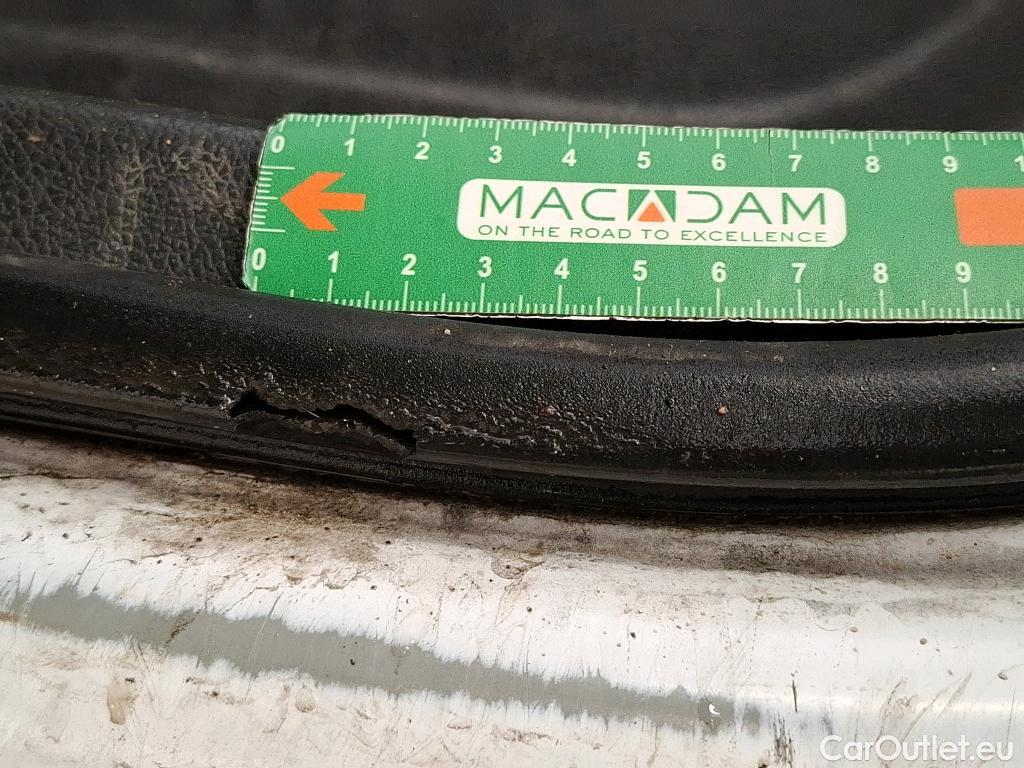 0 1 2 3 4 5 6 7 8 9 1
MACADAM
ON THE ROAD TO EXCELLENCE
0 1 2 3 4 5 6 7 8 9
CarOutlet.eu